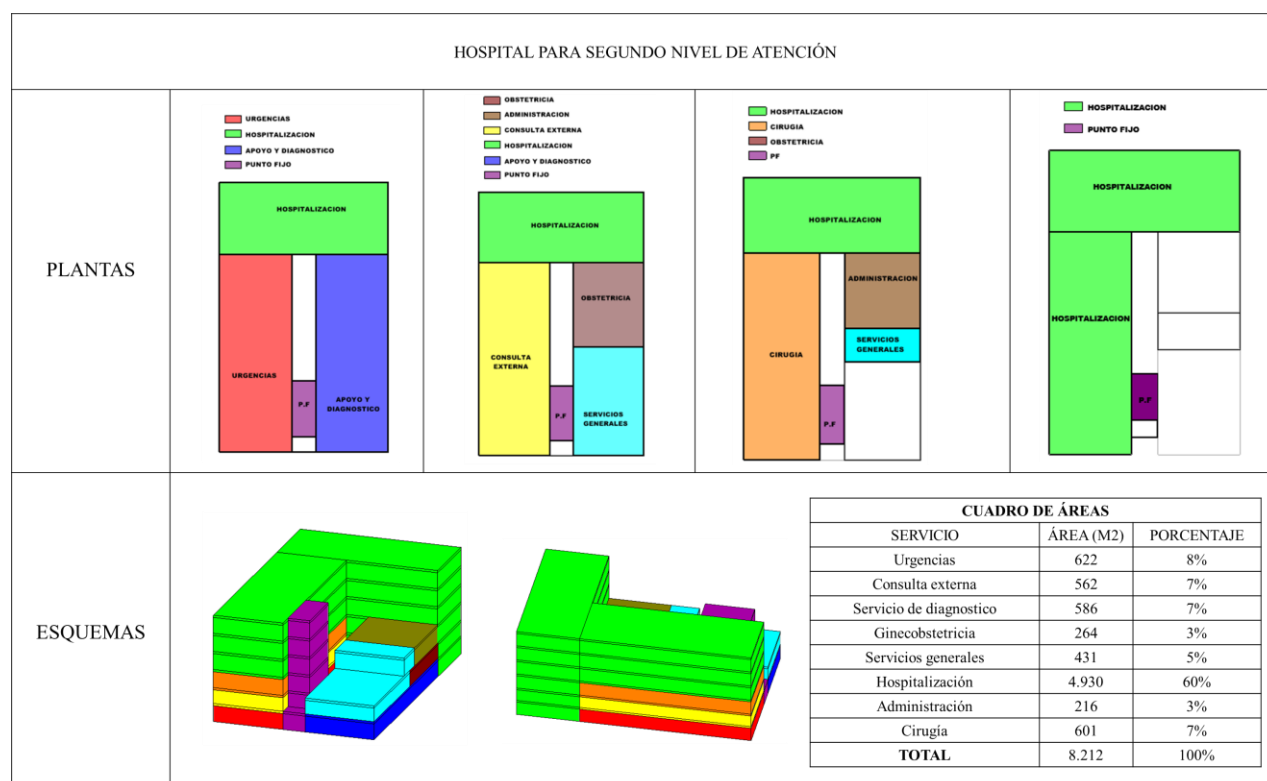 HOSPITAL PARA SEGUNDO NIVEL DE ATENCIÓN
PLANTAS
URGENCIAS
HOSPITALIZACION
APOYO Y DIAGNOSTICO
PUNTO FIJO
HOSPITALIZACION
URGENCIAS
P.F
APOYO Y
DIAGNOSTICO
OBSTETRICIA
ADMINISTRACION
CONSULTA EXTERNA
HOSPITALIZACION
APOYO Y DIAGNOSTICO
PUNTO FIJO
HOSPITALIZACION
OBSTETRICIA
CONSULTA
EXTERNA
P.F
SERVICIOS
GENERALES
HOSPITALIZACION
CIRUGIA
OBSTETRICIA
PF
HOSPITALIZACION
ADMINISTRACION
SERVICIOS
GENERALES
CIRUGIA
P.F
HOSPITALIZACION
PUNTO FIJO
HOSPITALIZACION
HOSPITALIZACION
P.F
ESQUEMAS
CUADRO DE ÁREAS
SERVICIO ÁREA (M2) PORCENTAJE
Urgencias 622 8%
Consulta externa 562 7%
Servicio de diagnostico 586 7%
Ginecobstetricia 264 3%
Servicios generales 431 5%
Hospitalización 4.930 60%
Administración 216 3%
Cirugía 601 7%
TOTAL 8.212 100%